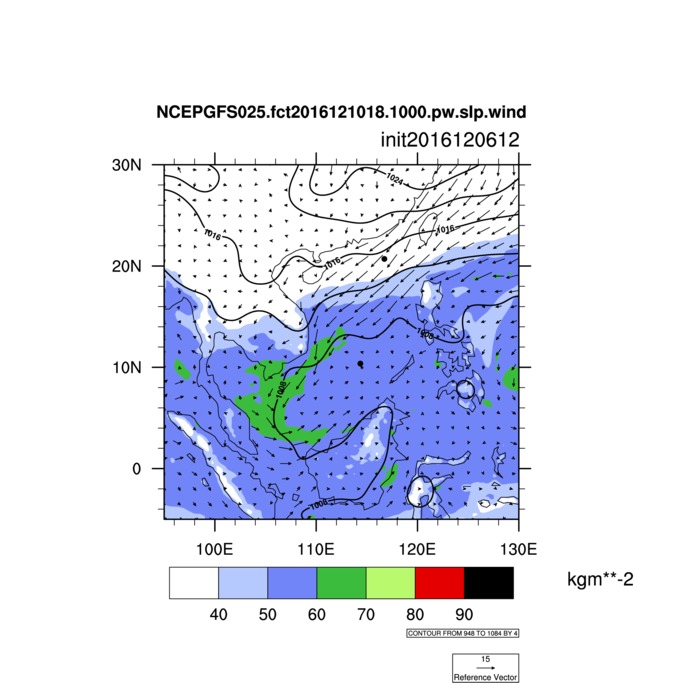 NCEPGFS025.fct2016121018.1000.pw.slp.wind
init2016120612
30N
1024
1016
1016
1016
20N
1008
10N
1008
0
1008
100E 110E 120E 130E
kgm**-2
40 50 60 70 80 90
CONTOUR FROM 948 TO 1084 BY 4
15
Reference Vector